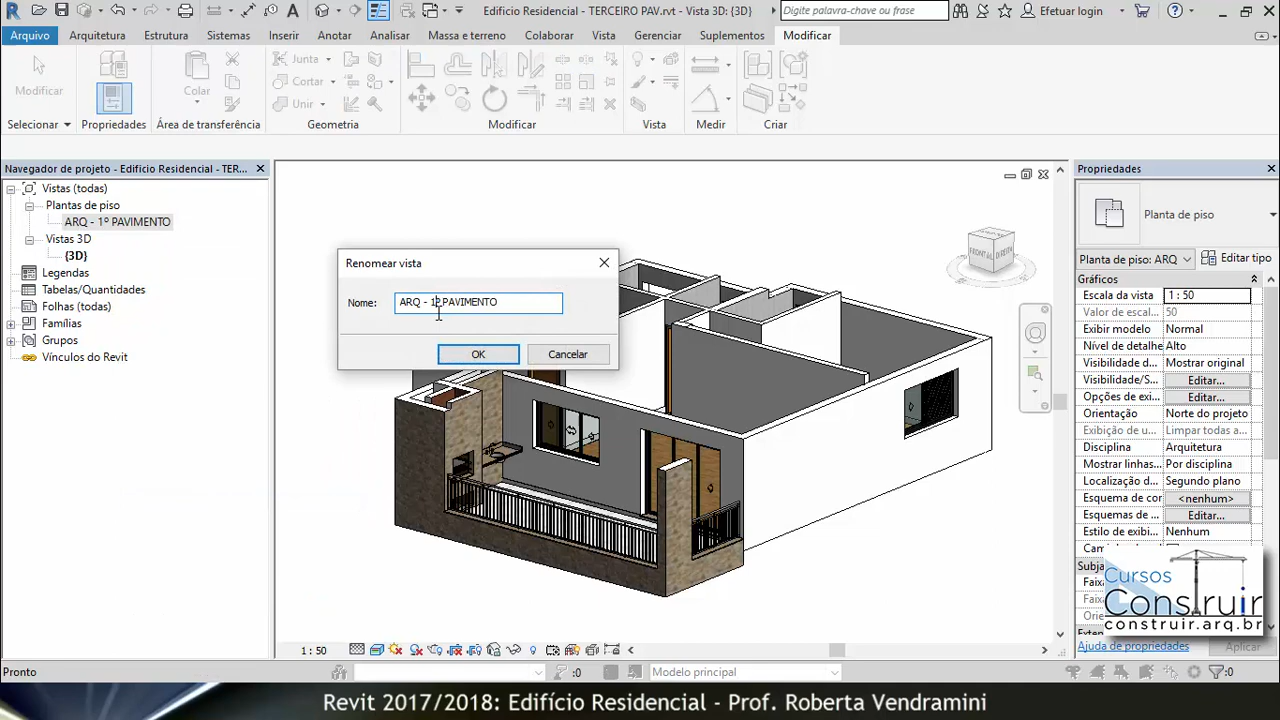 Edifício Residencial - TERCEIRO PAV.rvt - Vista 3D: {3D}
Digite palavra-chave ou frase
Efetuar login
Arquivo
Arquitetura
Estrutura
Sistemas
Inserir
Anotar
Analisar
Massa e terreno
Colaborar
Vista
Gerenciar
Suplementos
Modificar
Modificar
Colar
Junta
Cortar
Unir
Selecionar
Propriedades
Área de transferência
Geometria
Modificar
Vista
Medir
Criar
Navegador de projeto - Edifício Residencial - TER...
Vistas (todas)
Plantas de piso
ARQ - 1º PAVIMENTO
Vistas 3D
{3D}
Legendas
Tabelas/Quantidades
Folhas (todas)
Famílias
Grupos
Vínculos do Revit
Renomear vista
Nome:
PAVIMENTO
OK
Cancelar
FRONTAL
DIREITA
Propriedades
Planta de piso
Planta de piso: ARQ
Editar tipo
Gráficos
Escala da vista 1 : 50
Valor de escal... 50
Exibir modelo Normal
Nível de detalhe Alto
Visibilidade d... Mostrar original
Visibilidade/S... Editar...
Opções de exi... Editar...
Orientação Norte do projeto
Exibição de u... Limpar todas a...
Disciplina Arquitetura
Mostrar linhas... Por disciplina
Localização d... Segundo plano
Esquema de cor <nenhum>
Esquemas de ... Editar...
Estilo de exibi... Nenhum
Cursos
Construir
construir.arq.br
Ajuda de propriedades
Aplicar
1 : 50
Pronto
:0
Modelo principal
:0
Revit 2017/2018: Edifício Residencial - Prof. Roberta Vendramini